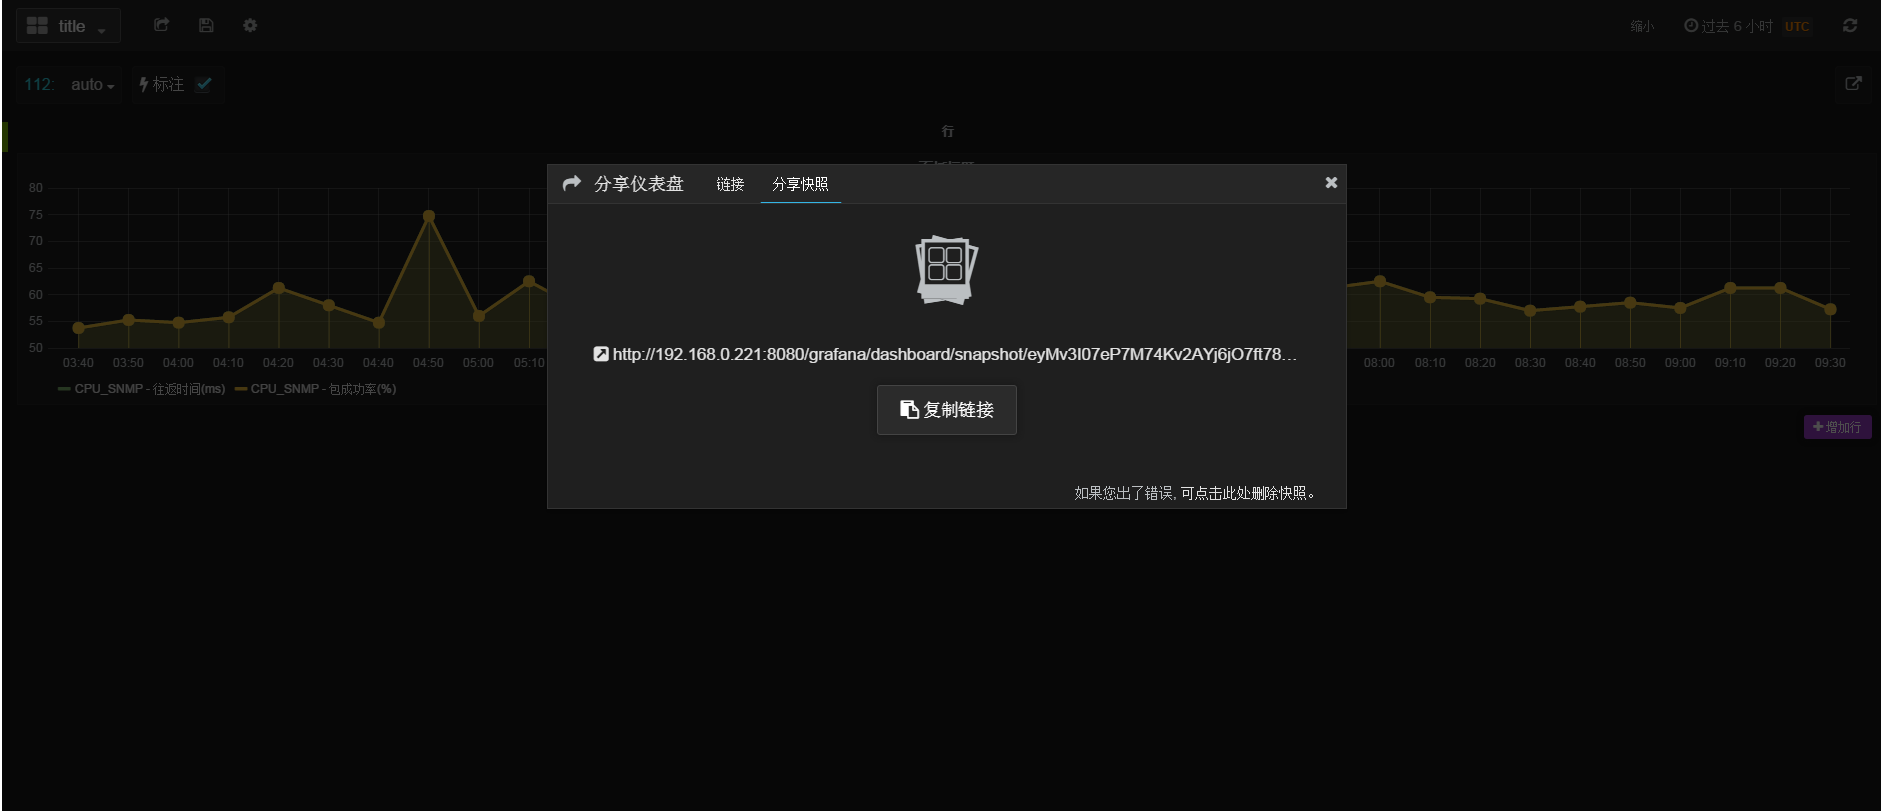 title
缩小 过去 6 小时 UTC
112: auto 标注
行
分享仪表盘 链接 分享快照
http://192.168.0.221:8080/grafana/dashboard/snapshot/eyMv3I07eP7M74Kv2AYj6jO7ft78...
复制链接
如果您出了错误, 可点击此处删除快照。
80
75
70
65
60
55
50
03:40 03:50 04:00 04:10 04:20 04:30 04:40 04:50 05:00 05:10 08:00 08:10 08:20 08:30 08:40 08:50 09:00 09:10 09:20 09:30
CPU_SNMP - 往返时间(ms) CPU_SNMP - 包成功率(%)
增加行